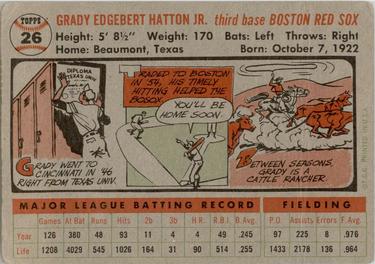 TOPPS
26
GRADY EDGEBERT HATTON JR. third base BOSTON RED SOX
Height: 5' 8½" Weight: 170 Bats: Left Throws: Right
Home: Beaumont, Texas Born: October 7, 1922
DIPLOMA
TEXAS UNIV.
GRADY WENT TO
CINCINNATI IN '46
RIGHT FROM TEXAS UNIV.
TRADED TO BOSTON
IN '54, HIS TIMELY
HITTING HELPED THE
BOSOX.
YOU'LL BE
HOME SOON.
BETWEEN SEASONS,
GRADY IS A
CATTLE RANCHER.
MAJOR LEAGUE BATTING RECORD FIELDING
Games At Bat Runs Hits 2b 3b H.R. R.B.I. B.Avg. P.O. Assists Errors F.Avg.
Year 126 380 48 93 11 4 4 49 .245 97 225 8 .976
Life 1208 4029 545 1031 164 31 90 514 .255 1433 2178 136 .964